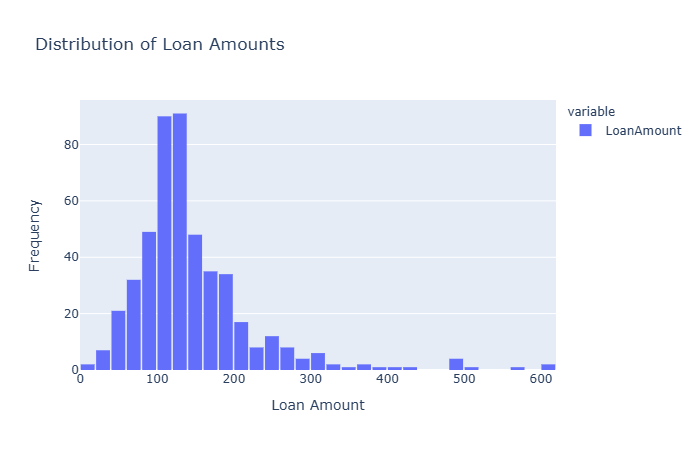 Distribution of Loan Amounts
variable
LoanAmount
80
60
40
20
0
Frequency
0 100 200 300 400 500 600
Loan Amount